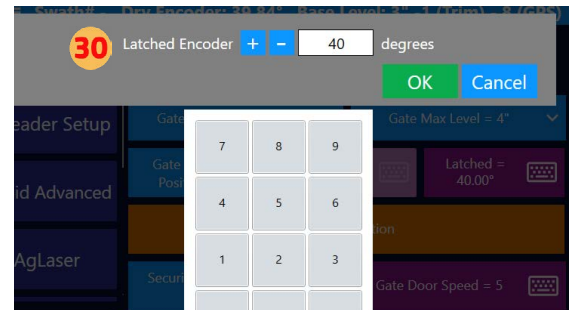 Swath# Dry Encoder: 39.84° Base Level: 3" - 1 (Trim) - 8 (GPS)
30 Latched Encoder + - 40 degrees
OK Cancel
eader Setup
Gate
Gate Max Level = 4"
7 8 9
Gate
Posi
Latched =
40.00°
id Advanced
4 5 6
tion
AgLaser
1 2 3
Securi
Gate Door Speed = 5